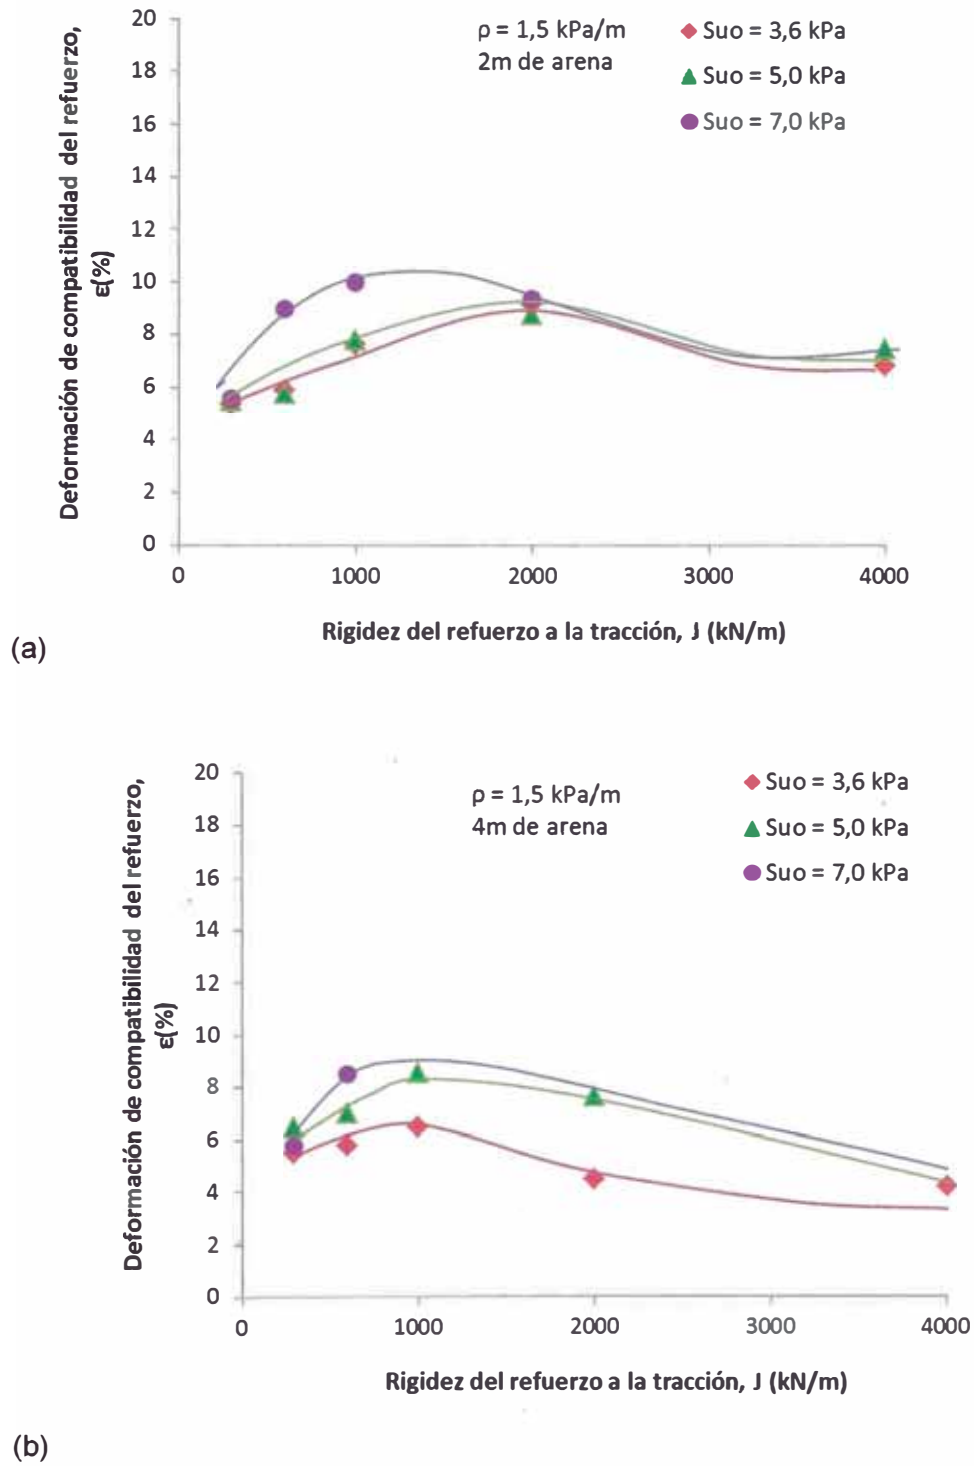 20
18
16
14
12
10
8
6
4
2
0
Deformación de compatibilidad del refuerzo,
ε(%)
ρ = 1,5 kPa/m
2m de arena
Suo = 3,6 kPa
Suo = 5,0 kPa
Suo = 7,0 kPa
0 1000 2000 3000 4000
Rigidez del refuerzo a la tracción, J (kN/m)
(a)
20
18
16
14
12
10
8
6
4
2
0
Deformación de compatibilidad del refuerzo,
ε(%)
ρ = 1,5 kPa/m
4m de arena
Suo = 3,6 kPa
Suo = 5,0 kPa
Suo = 7,0 kPa
0 1000 2000 3000 4000
Rigidez del refuerzo a la tracción, J (kN/m)
(b)